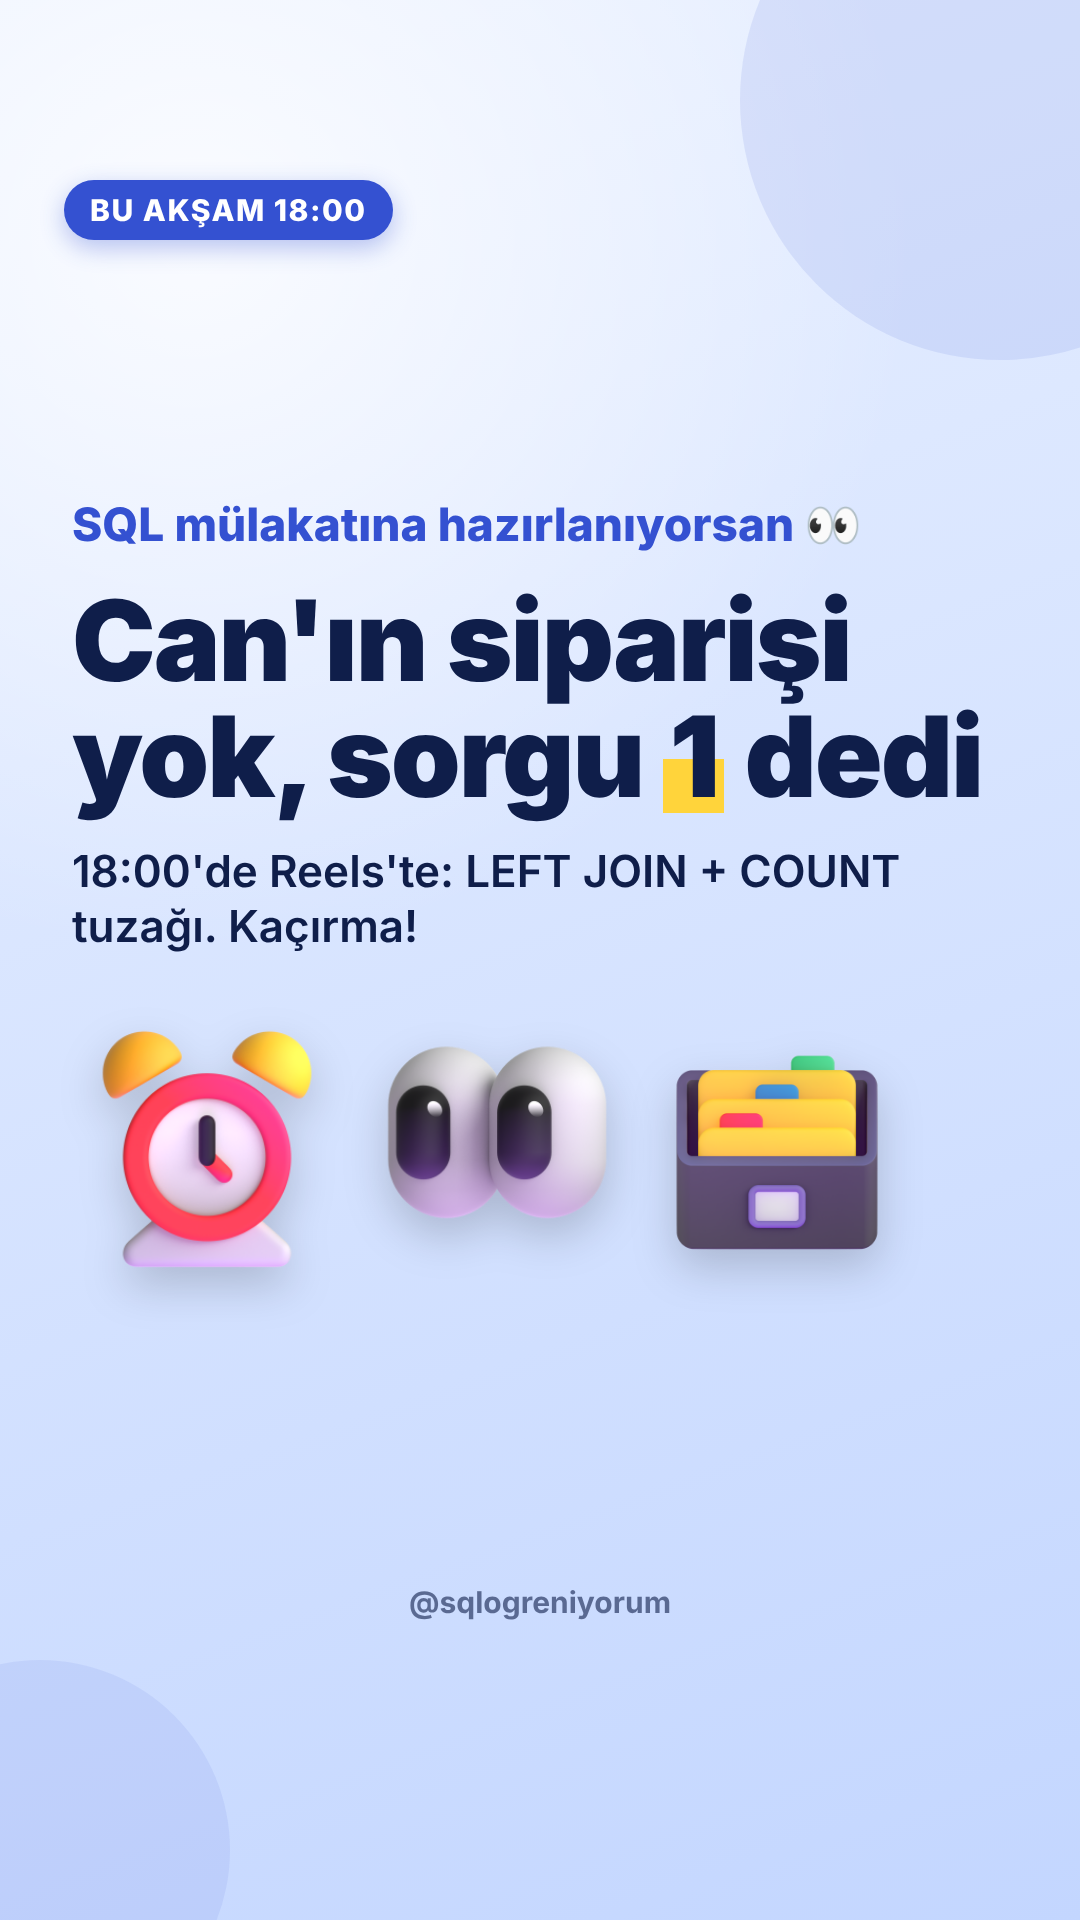 BU AKŞAM 18:00
SQL mülakatına hazırlanıyorsan 👀
Can'ın siparişi
yok, sorgu 1 dedi
18:00'de Reels'te: LEFT JOIN + COUNT
tuzağı. Kaçırma!
@sqlogreniyorum